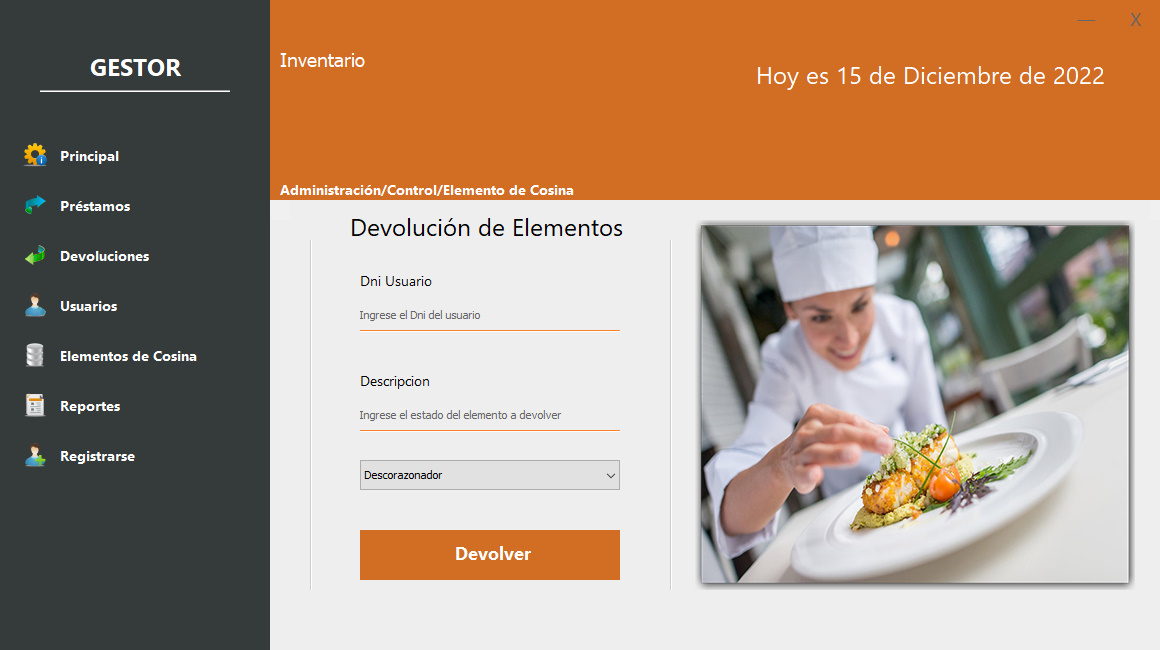 GESTOR
Principal
Préstamos
Devoluciones
Usuarios
Elementos de Cosina
Reportes
Registrarse
— X
Inventario
Hoy es 15 de Diciembre de 2022
Administración/Control/Elemento de Cosina
Devolución de Elementos
Dni Usuario
Ingrese el Dni del usuario
Descripcion
Ingrese el estado del elemento a devolver
Descorazonador
Devolver